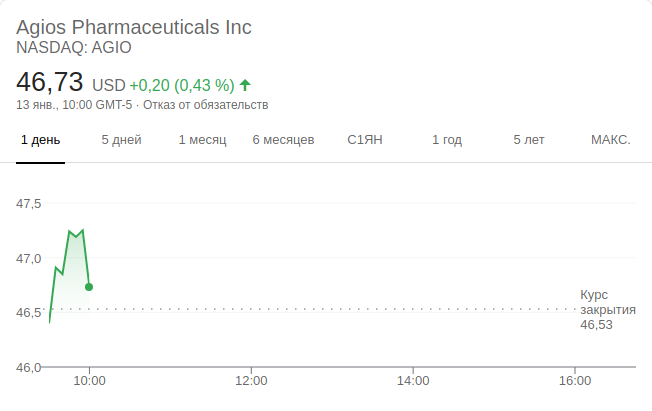 Agios Pharmaceuticals Inc
NASDAQ: AGIO
46,73 USD +0,20 (0,43 %)
13 янв., 10:00 GMT-5 · Отказ от обязательств
1 день 5 дней 1 месяц 6 месяцев С1ЯН 1 год 5 лет МАКС.
47,5
47,0
46,5
46,0
Курс
закрытия
46,53
10:00 12:00 14:00 16:00